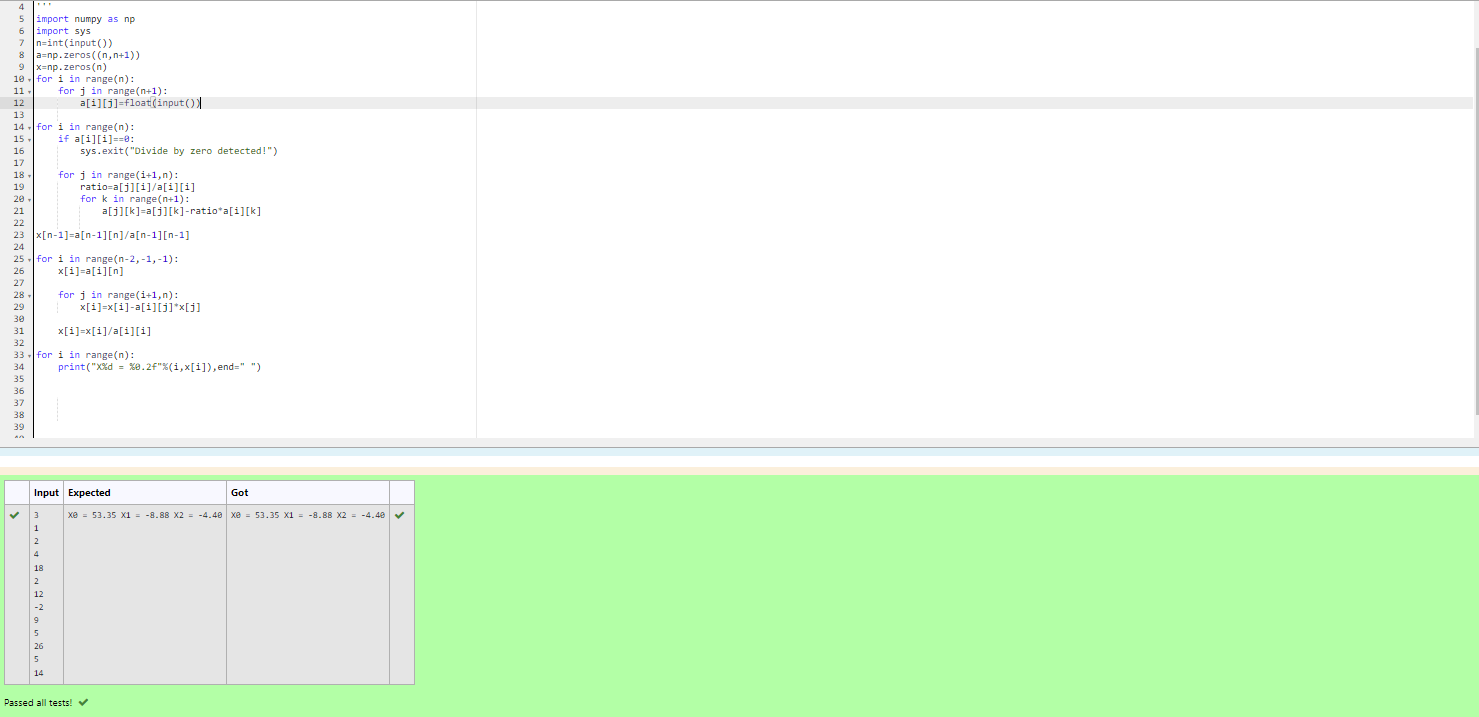 4 '''
5 import numpy as np
6 import sys
7 n=int(input())
8 a=np.zeros((n,n+1))
9 x=np.zeros(n)
10 for i in range(n):
11     for j in range(n+1):
12         a[i][j]=float(input())
13
14 for i in range(n):
15     if a[i][i]==0:
16         sys.exit("Divide by zero detected!")
17
18     for j in range(i+1,n):
19         ratio=a[j][i]/a[i][i]
20         for k in range(n+1):
21             a[j][k]=a[j][k]-ratio*a[i][k]
22
23 x[n-1]=a[n-1][n]/a[n-1][n-1]
24
25 for i in range(n-2,-1,-1):
26     x[i]=a[i][n]
27
28     for j in range(i+1,n):
29         x[i]=x[i]-a[i][j]*x[j]
30
31     x[i]=x[i]/a[i][i]
32
33 for i in range(n):
34     print("X%d = %0.2f"%(i,x[i]),end=" ")
35
36
37
38
39
Input Expected Got
3 X0 = 53.35 X1 = -8.88 X2 = -4.40 X0 = 53.35 X1 = -8.88 X2 = -4.40
1
2
4
18
2
12
-2
9
5
26
5
14
Passed all tests!